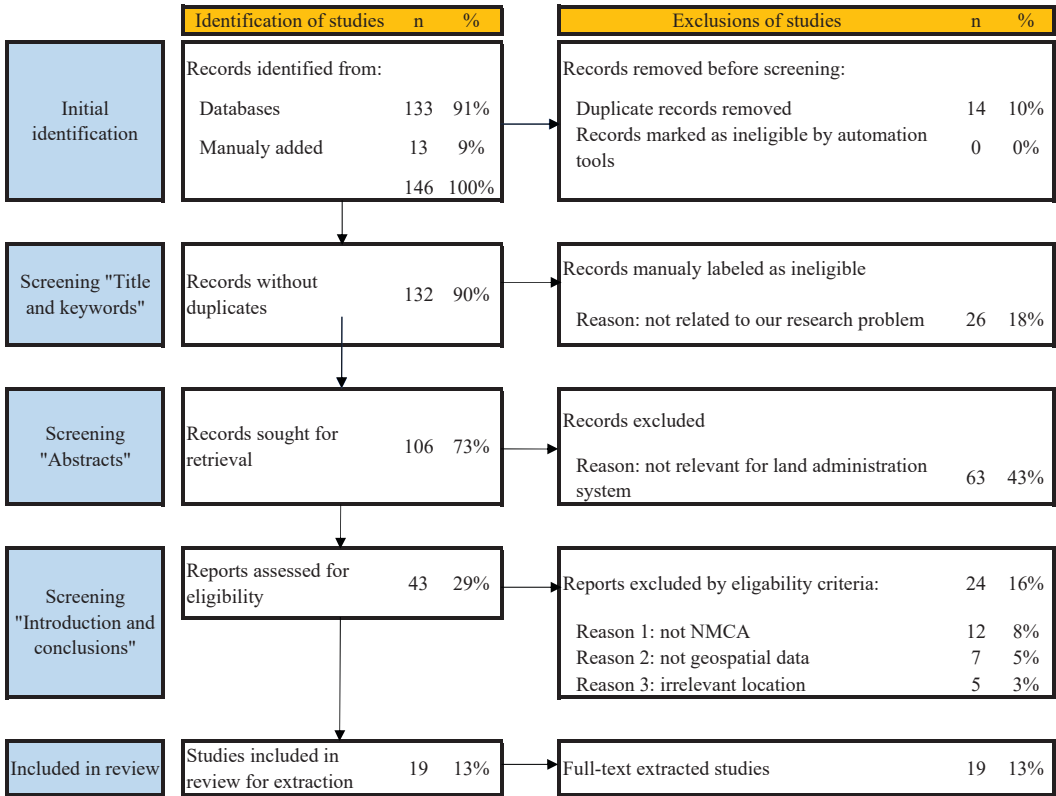 Identification of studies n %
Exclusions of studies n %
Initial
identification
Records identified from:
Databases 133 91%
Manualy added 13 9%
146 100%
Records removed before screening:
Duplicate records removed 14 10%
Records marked as ineligible by automation
tools 0 0%
Screening "Title
and keywords"
Records without
duplicates 132 90%
Records manualy labeled as ineligible
Reason: not related to our research problem 26 18%
Screening
"Abstracts"
Records sought for
retrieval 106 73%
Records excluded
Reason: not relevant for land administration
system 63 43%
Screening
"Introduction and
conclusions"
Reports assessed for
eligibility 43 29%
Reports excluded by eligability criteria: 24 16%
Reason 1: not NMCA 12 8%
Reason 2: not geospatial data 7 5%
Reason 3: irrelevant location 5 3%
Included in review
Studies included in
review for extraction 19 13%
Full-text extracted studies 19 13%